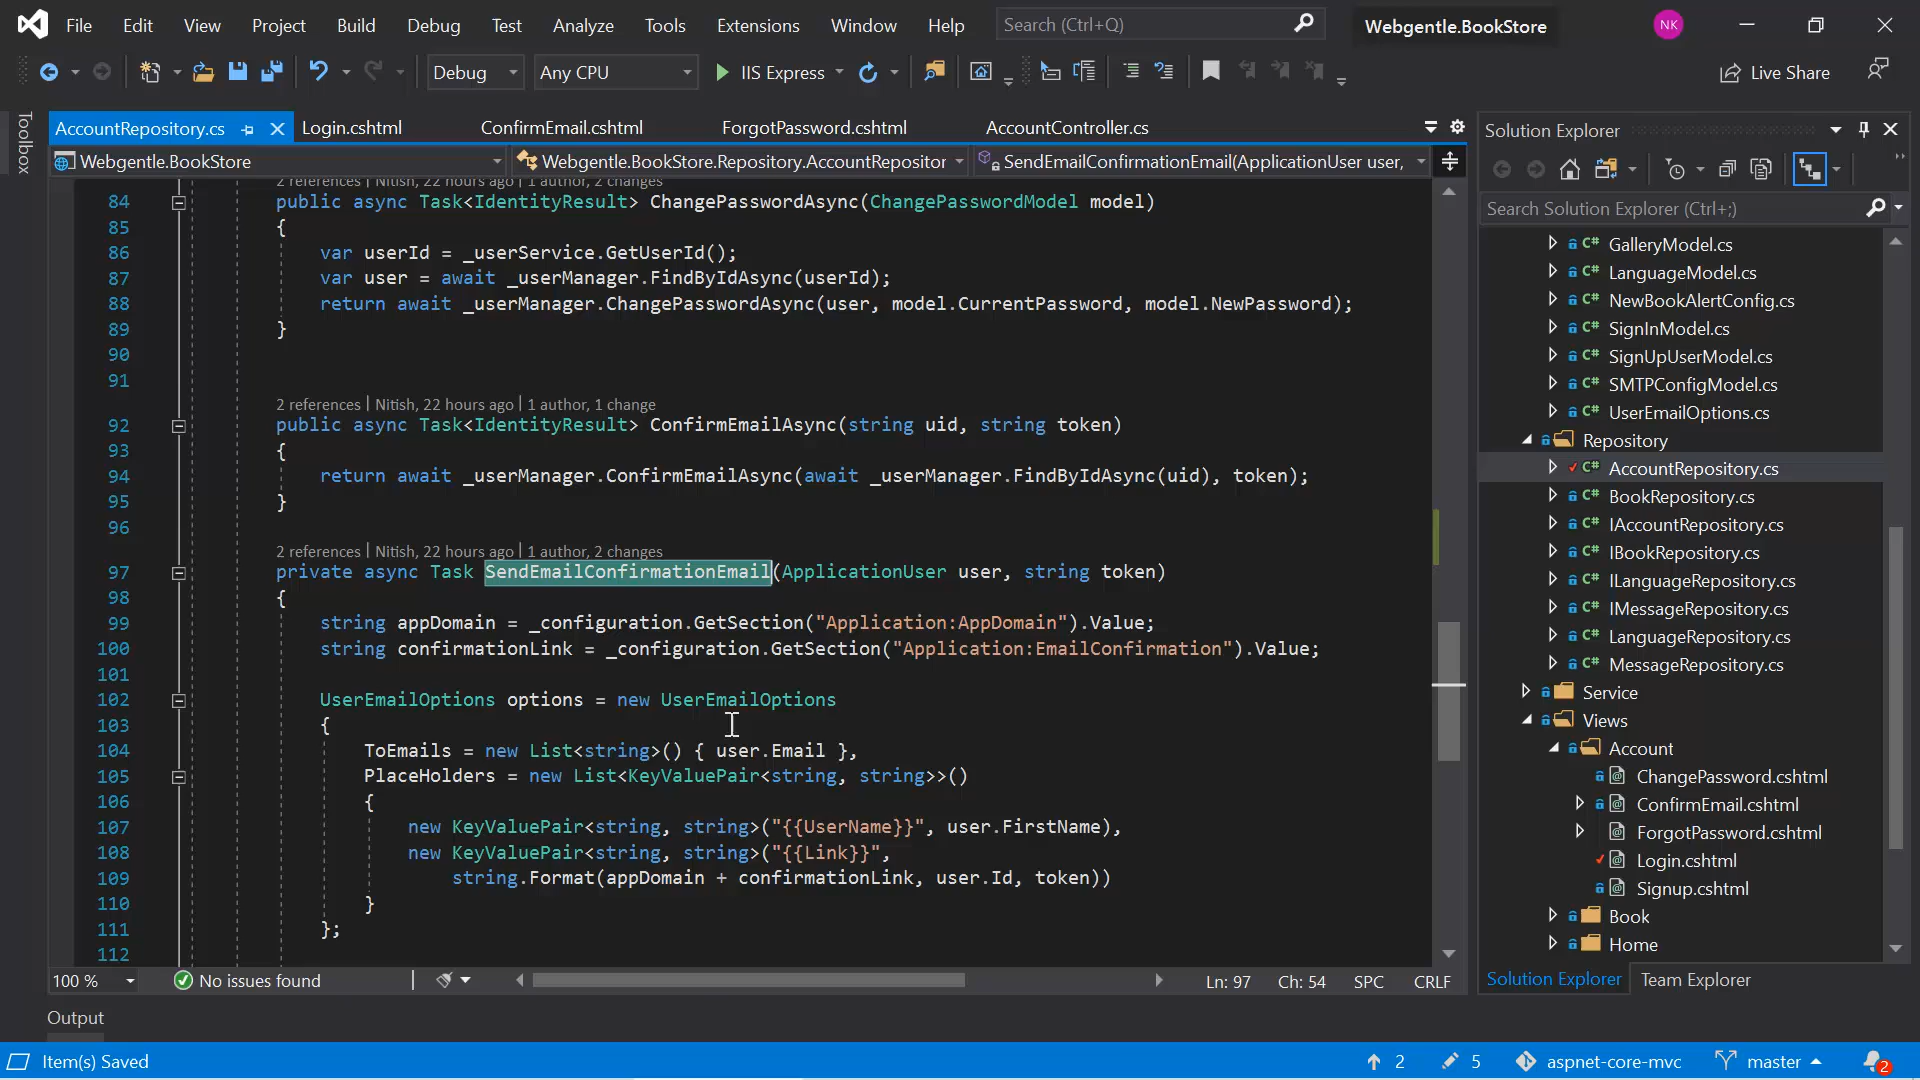 File Edit View Project Build Debug Test Analyze Tools Extensions Window Help Search (Ctrl+Q) Webgentle.BookStore NK
Debug Any CPU IIS Express Live Share
Toolbox
AccountRepository.cs Login.cshtml ConfirmEmail.cshtml ForgotPassword.cshtml AccountController.cs
Webgentle.BookStore Webgentle.BookStore.Repository.AccountRepositor SendEmailConfirmationEmail(ApplicationUser user,
2 references | Nitish, 22 hours ago | 1 author, 2 changes
84 public async Task<IdentityResult> ChangePasswordAsync(ChangePasswordModel model)
85 {
86 var userId = _userService.GetUserId();
87 var user = await _userManager.FindByIdAsync(userId);
88 return await _userManager.ChangePasswordAsync(user, model.CurrentPassword, model.NewPassword);
89 }
90
91
2 references | Nitish, 22 hours ago | 1 author, 1 change
92 public async Task<IdentityResult> ConfirmEmailAsync(string uid, string token)
93 {
94 return await _userManager.ConfirmEmailAsync(await _userManager.FindByIdAsync(uid), token);
95 }
96
2 references | Nitish, 22 hours ago | 1 author, 2 changes
97 private async Task SendEmailConfirmationEmail(ApplicationUser user, string token)
98 {
99 string appDomain = _configuration.GetSection("Application:AppDomain").Value;
100 string confirmationLink = _configuration.GetSection("Application:EmailConfirmation").Value;
101
102 UserEmailOptions options = new UserEmailOptions
103 {
104 ToEmails = new List<string>() { user.Email },
105 PlaceHolders = new List<KeyValuePair<string, string>>()
106 {
107 new KeyValuePair<string, string>("{{UserName}}", user.FirstName),
108 new KeyValuePair<string, string>("{{Link}}",
109 string.Format(appDomain + confirmationLink, user.Id, token))
110 }
111 };
112
100 % No issues found Ln: 97 Ch: 54 SPC CRLF
Solution Explorer
Search Solution Explorer (Ctrl+;)
C# GalleryModel.cs
C# LanguageModel.cs
C# NewBookAlertConfig.cs
C# SignInModel.cs
C# SignUpUserModel.cs
C# SMTPConfigModel.cs
C# UserEmailOptions.cs
Repository
C# AccountRepository.cs
C# BookRepository.cs
C# IAccountRepository.cs
C# IBookRepository.cs
C# ILanguageRepository.cs
C# IMessageRepository.cs
C# LanguageRepository.cs
C# MessageRepository.cs
Service
Views
Account
ChangePassword.cshtml
ConfirmEmail.cshtml
ForgotPassword.cshtml
Login.cshtml
Signup.cshtml
Book
Home
Solution Explorer Team Explorer
Output
Item(s) Saved 2 5 aspnet-core-mvc master 2